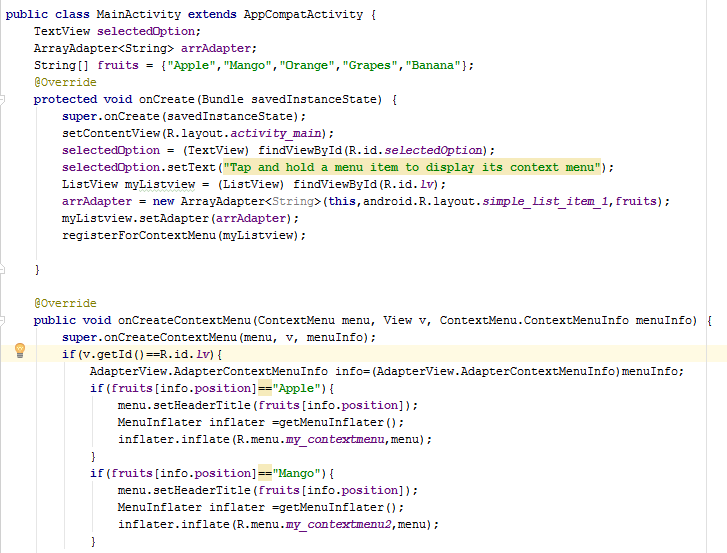 public class MainActivity extends AppCompatActivity {
    TextView selectedOption;
    ArrayAdapter<String> arrAdapter;
    String[] fruits = {"Apple","Mango","Orange","Grapes","Banana"};
    @Override
    protected void onCreate(Bundle savedInstanceState) {
        super.onCreate(savedInstanceState);
        setContentView(R.layout.activity_main);
        selectedOption = (TextView) findViewById(R.id.selectedOption);
        selectedOption.setText("Tap and hold a menu item to display its context menu");
        ListView myListview = (ListView) findViewById(R.id.lv);
        arrAdapter = new ArrayAdapter<String>(this,android.R.layout.simple_list_item_1,fruits);
        myListview.setAdapter(arrAdapter);
        registerForContextMenu(myListview);
    }
    @Override
    public void onCreateContextMenu(ContextMenu menu, View v, ContextMenu.ContextMenuInfo menuInfo) {
        super.onCreateContextMenu(menu, v, menuInfo);
        if(v.getId()==R.id.lv){
            AdapterView.AdapterContextMenuInfo info=(AdapterView.AdapterContextMenuInfo)menuInfo;
            if(fruits[info.position]=="Apple"){
                menu.setHeaderTitle(fruits[info.position]);
                MenuInflater inflater =getMenuInflater();
                inflater.inflate(R.menu.my_contextmenu,menu);
            }
            if(fruits[info.position]=="Mango"){
                menu.setHeaderTitle(fruits[info.position]);
                MenuInflater inflater =getMenuInflater();
                inflater.inflate(R.menu.my_contextmenu2,menu);
            }